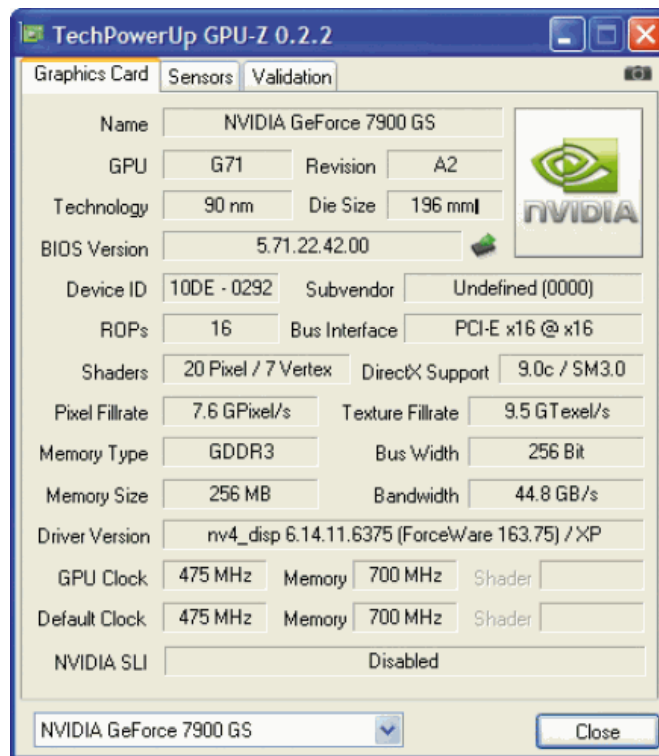 TechPowerUp GPU-Z 0.2.2
Graphics Card Sensors Validation
Name NVIDIA GeForce 7900 GS
GPU G71 Revision A2
Technology 90 nm Die Size 196 mm
NVIDIA
BIOS Version 5.71.22.42.00
Device ID 10DE - 0292 Subvendor Undefined (0000)
ROPs 16 Bus Interface PCI-E x16 @ x16
Shaders 20 Pixel / 7 Vertex DirectX Support 9.0c / SM3.0
Pixel Fillrate 7.6 GPixel/s Texture Fillrate 9.5 GTexel/s
Memory Type GDDR3 Bus Width 256 Bit
Memory Size 256 MB Bandwidth 44.8 GB/s
Driver Version nv4_disp 6.14.11.6375 (ForceWare 163.75) / XP
GPU Clock 475 MHz Memory 700 MHz Shader
Default Clock 475 MHz Memory 700 MHz Shader
NVIDIA SLI Disabled
NVIDIA GeForce 7900 GS Close